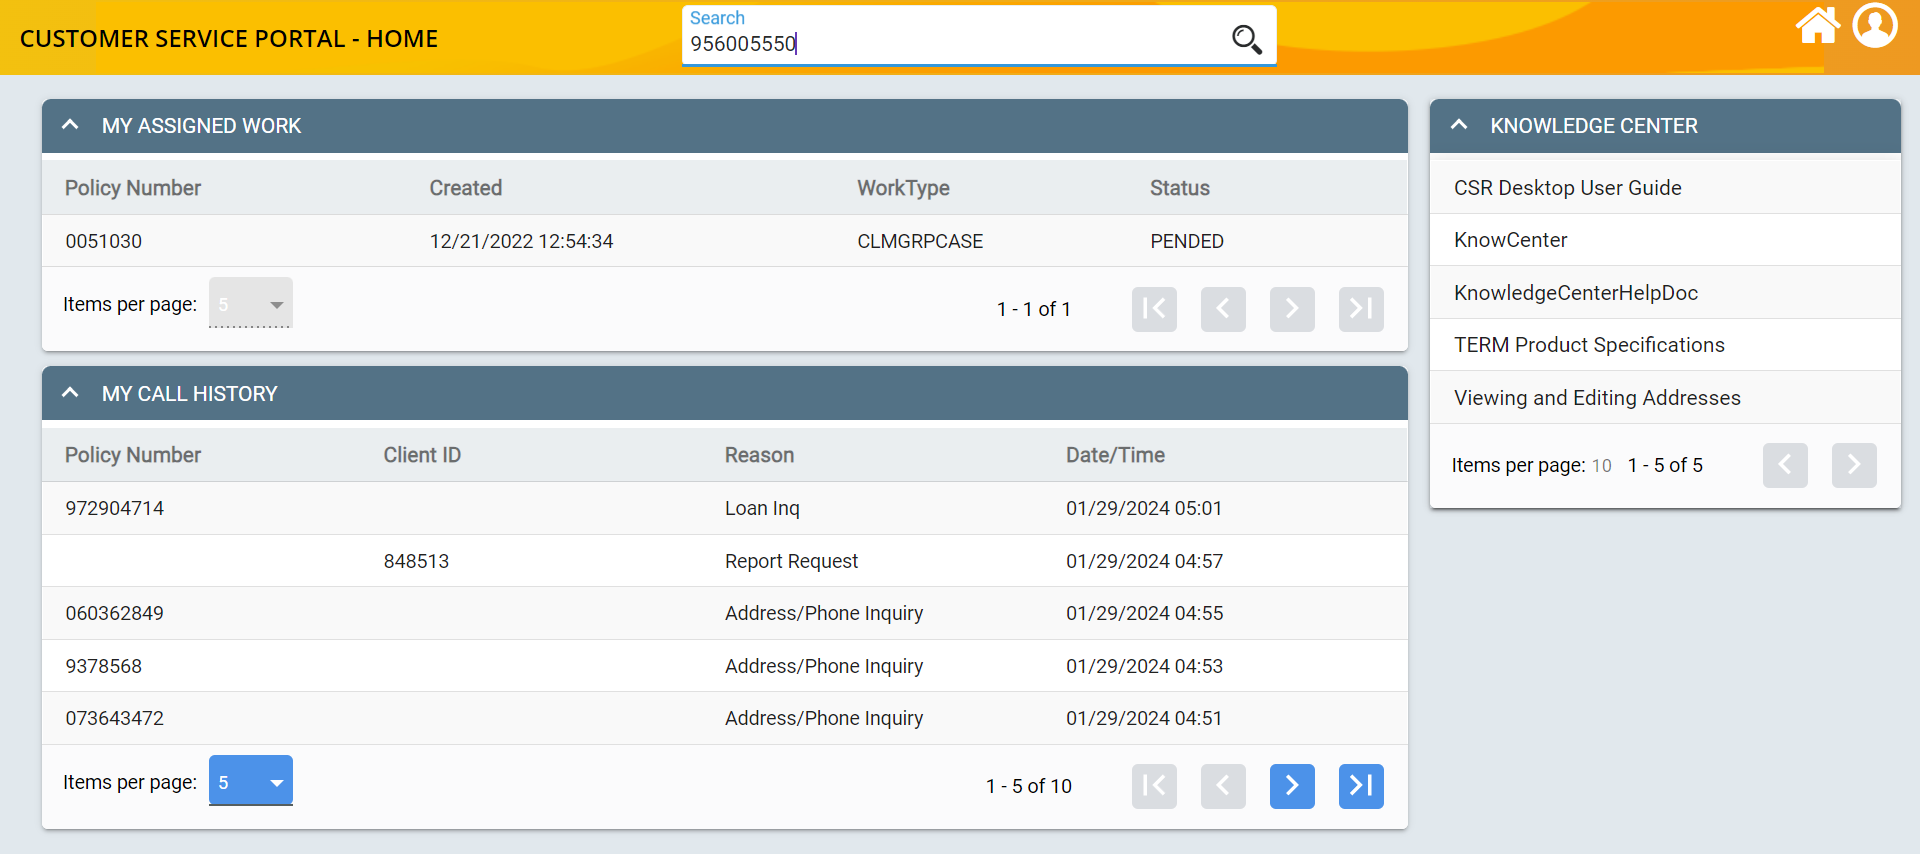 CUSTOMER SERVICE PORTAL - HOME
Search
956005550
MY ASSIGNED WORK
Policy Number Created WorkType Status
0051030 12/21/2022 12:54:34 CLMGRPCASE PENDED
Items per page: 5 1 - 1 of 1
MY CALL HISTORY
Policy Number Client ID Reason Date/Time
972904714 Loan Inq 01/29/2024 05:01
848513 Report Request 01/29/2024 04:57
060362849 Address/Phone Inquiry 01/29/2024 04:55
9378568 Address/Phone Inquiry 01/29/2024 04:53
073643472 Address/Phone Inquiry 01/29/2024 04:51
Items per page: 5 1 - 5 of 10
KNOWLEDGE CENTER
CSR Desktop User Guide
KnowCenter
KnowledgeCenterHelpDoc
TERM Product Specifications
Viewing and Editing Addresses
Items per page: 10 1 - 5 of 5